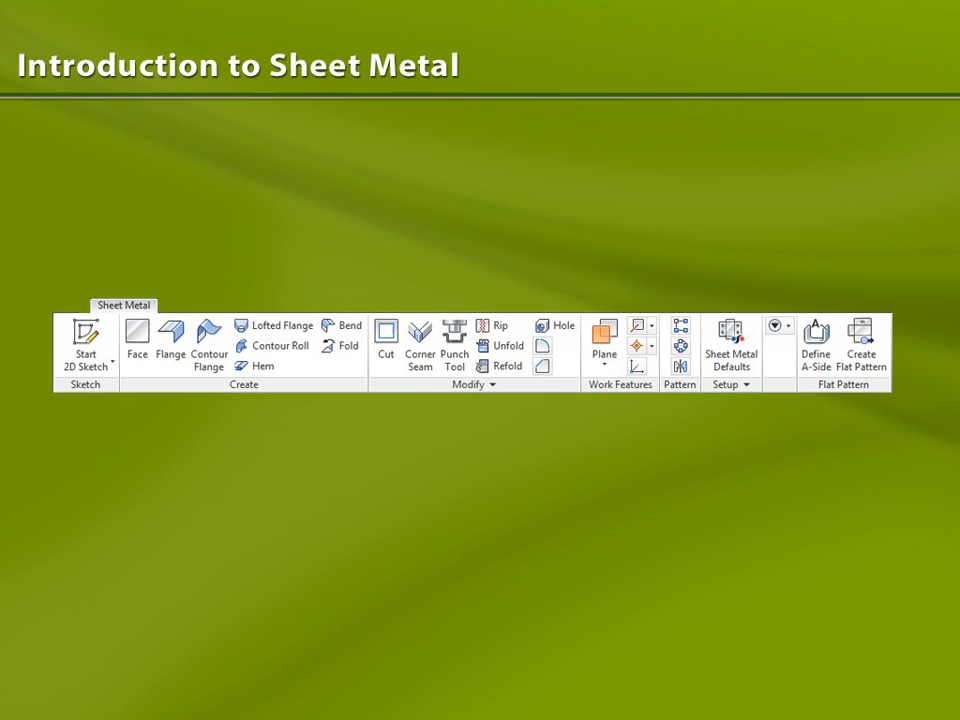 Introduction to Sheet Metal
Sheet Metal
Start
2D Sketch
Face
Flange
Contour
Flange
Lofted Flange
Contour Roll
Hem
Bend
Fold
Cut
Corner
Seam
Punch
Tool
Rip
Unfold
Refold
Hole
Plane
Sheet Metal
Defaults
Define
A-Side
Create
Flat Pattern
Sketch
Create
Modify
Work Features
Pattern
Setup
Flat Pattern